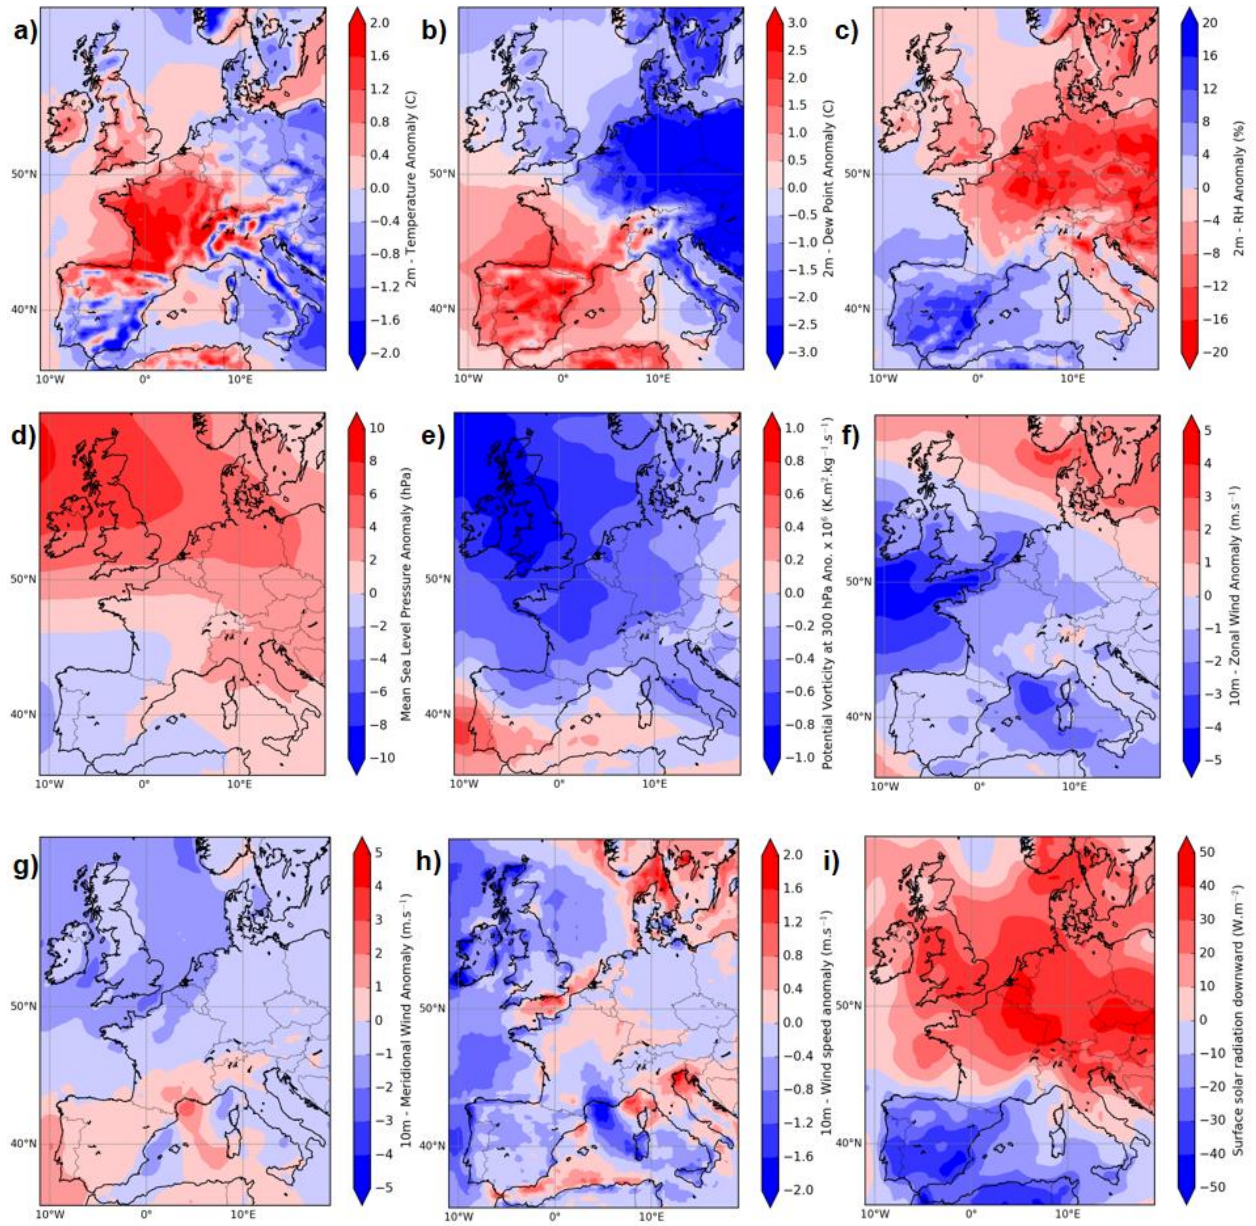 a)
2.0
1.6
1.2
0.8
0.4
0.0
−0.4
−0.8
−1.2
−1.6
−2.0
2m - Temperature Anomaly (C)
50°N
40°N
10°W
0°
10°E
b)
3.0
2.5
2.0
1.5
1.0
0.5
0.0
−0.5
−1.0
−1.5
−2.0
−2.5
−3.0
2m - Dew Point Anomaly (C)
50°N
40°N
10°W
0°
10°E
c)
20
16
12
8
4
0
−4
−8
−12
−16
−20
2m - RH Anomaly (%)
50°N
40°N
10°W
0°
10°E
d)
10
8
6
4
2
0
−2
−4
−6
−8
−10
Mean Sea Level Pressure Anomaly (hPa)
50°N
40°N
10°W
0°
10°E
e)
1.0
0.8
0.6
0.4
0.2
0.0
−0.2
−0.4
−0.6
−0.8
−1.0
Potential Vorticity at 300 hPa Ano. x 10⁶ (K.m².kg⁻¹.s⁻¹)
50°N
40°N
10°W
0°
10°E
f)
5
4
3
2
1
0
−1
−2
−3
−4
−5
10m - Zonal Wind Anomaly (m.s⁻¹)
50°N
40°N
10°W
0°
10°E
g)
5
4
3
2
1
0
−1
−2
−3
−4
−5
10m - Meridional Wind Anomaly (m.s⁻¹)
50°N
40°N
10°W
0°
10°E
h)
2.0
1.6
1.2
0.8
0.4
0.0
−0.4
−0.8
−1.2
−1.6
−2.0
10m - Wind speed anomaly (m.s⁻¹)
50°N
40°N
10°W
0°
10°E
i)
50
40
30
20
10
0
−10
−20
−30
−40
−50
Surface solar radiation downward (W.m⁻²)
50°N
40°N
10°W
0°
10°E